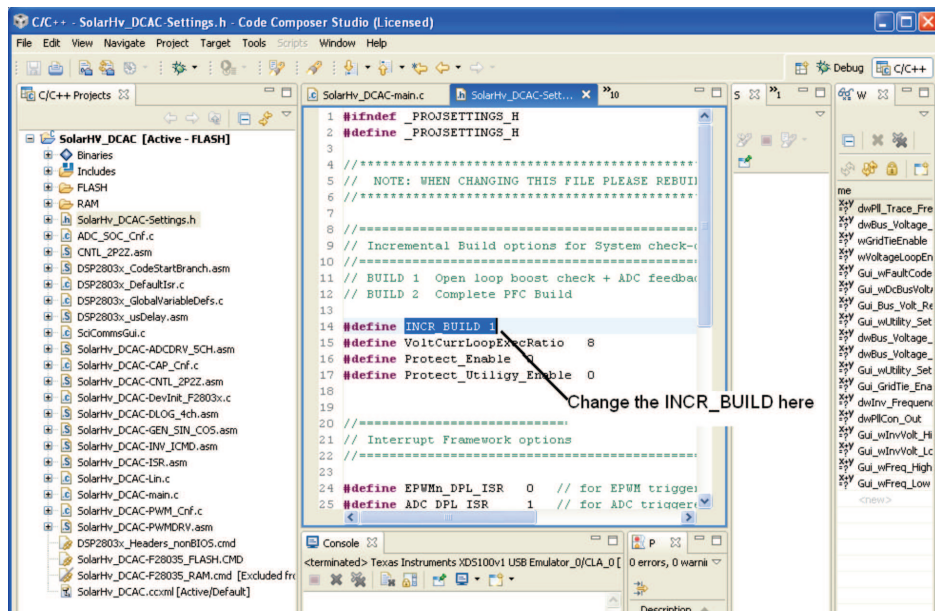 C/C++ - SolarHv_DCAC-Settings.h - Code Composer Studio (Licensed)
File Edit View Navigate Project Target Tools Scripts Window Help
Debug C/C++
C/C++ Projects
SolarHV_DCAC [Active - FLASH]
Binaries
Includes
FLASH
RAM
SolarHv_DCAC-Settings.h
ADC_SOC_Cnf.c
CNTL_2P2Z.asm
DSP2803x_CodeStartBranch.asm
DSP2803x_DefaultIsr.c
DSP2803x_GlobalVariableDefs.c
DSP2803x_usDelay.asm
SciCommsGui.c
SolarHv_DCAC-ADCDRV_5CH.asm
SolarHv_DCAC-CAP_Cnf.c
SolarHv_DCAC-CNTL_2P2Z.asm
SolarHv_DCAC-DevInit_F2803x.c
SolarHv_DCAC-DLOG_4ch.asm
SolarHv_DCAC-GEN_SIN_COS.asm
SolarHv_DCAC-INV_ICMD.asm
SolarHv_DCAC-ISR.asm
SolarHv_DCAC-Lin.c
SolarHv_DCAC-main.c
SolarHv_DCAC-PWM_Cnf.c
SolarHv_DCAC-PWMDRV.asm
DSP2803x_Headers_nonBIOS.cmd
SolarHv_DCAC-F28035_FLASH.CMD
SolarHv_DCAC-F28035_RAM.cmd [Excluded fro
SolarHv_DCAC.ccxml [Active/Default]
SolarHv_DCAC-main.c SolarHv_DCAC-Sett... »10
1 #ifndef _PROJSETTINGS_H
2 #define _PROJSETTINGS_H
3
4 //*********************************************
5 // NOTE: WHEN CHANGING THIS FILE PLEASE REBUI
6 //*********************************************
7
8 //=============================================
9 // Incremental Build options for System check-o
10 //=============================================
11 // BUILD 1 Open loop boost check + ADC feedbac
12 // BUILD 2 Complete PFC Build
13
14 #define INCR_BUILD 1
15 #define VoltCurrLoopExecRatio 8
16 #define Protect_Enable 0
17 #define Protect_Utiligy_Enable 0
18
19
Change the INCR_BUILD here
20 //=============================
21 // Interrupt Framework options
22 //=============================================
23
24 #define EPWMn_DPL_ISR 0 // for EPWM trigger
25 #define ADC_DPL_ISR 1 // for ADC triggere
Console
<terminated> Texas Instruments XDS100v1 USB Emulator_0/CLA_0 [
P
0 errors, 0 warnin
Description
S »1
W
me
dwPll_Trace_Fre
dwBus_Voltage_
wGridTieEnable
wVoltageLoopEn
Gui_wFaultCode
Gui_wDcBusVolta
Gui_Bus_Volt_Re
Gui_wUtility_Set
dwBus_Voltage_
dwBus_Voltage_
Gui_wUtility_Set
Gui_GridTie_Ena
dwInv_Frequenc
dwPllCon_Out
Gui_wInvVolt_Hi
Gui_wInvVolt_Lc
Gui_wFreq_High
Gui_wFreq_Low
<new>